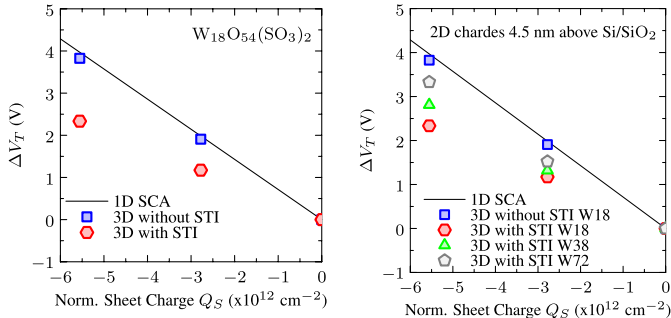 5
4
3
2
1
0
−1
ΔV_T (V)
W₁₈O₅₄(SO₃)₂
1D SCA
3D without STI
3D with STI
−6 −5 −4 −3 −2 −1 0
Norm. Sheet Charge Q_S (x10¹² cm⁻²)
5
4
3
2
1
0
−1
ΔV_T (V)
2D chardes 4.5 nm above Si/SiO₂
1D SCA
3D without STI W18
3D with STI W18
3D with STI W38
3D with STI W72
−6 −5 −4 −3 −2 −1 0
Norm. Sheet Charge Q_S (x10¹² cm⁻²)